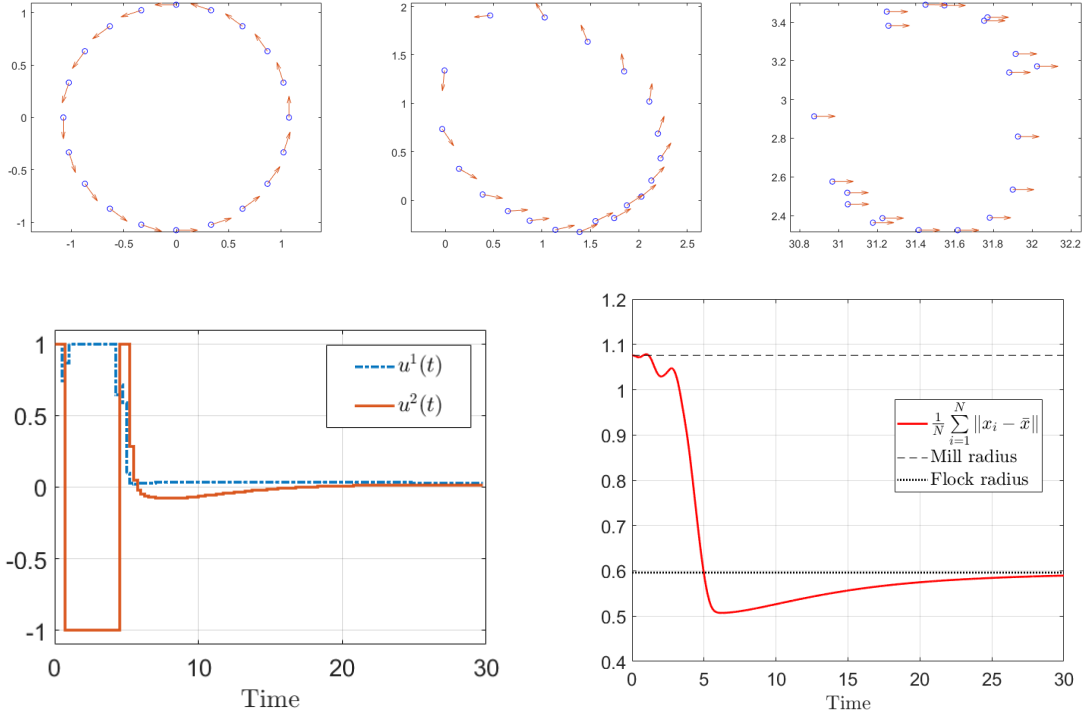 1
0.5
0
-0.5
-1
-1 -0.5 0 0.5 1
2
1.5
1
0.5
0
0 0.5 1 1.5 2 2.5
3.4
3.2
3
2.8
2.6
2.4
30.8 31 31.2 31.4 31.6 31.8 32 32.2
1
0.5
0
-0.5
-1
0 10 20 30
Time
u¹(t)
u²(t)
1.2
1.1
1
0.9
0.8
0.7
0.6
0.5
0.4
0 5 10 15 20 25 30
Time
1/N ∑_{i=1}^{N} ||x_i − x̄||
Mill radius
Flock radius